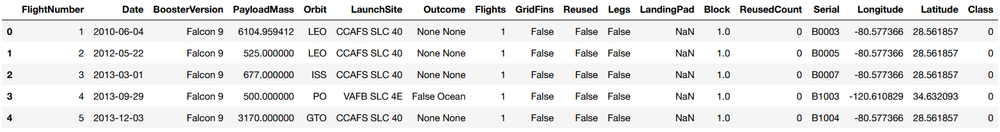 FlightNumber Date BoosterVersion PayloadMass Orbit LaunchSite Outcome Flights GridFins Reused Legs LandingPad Block ReusedCount Serial Longitude Latitude Class
0 1 2010-06-04 Falcon 9 6104.959412 LEO CCAFS SLC 40 None None 1 False False False NaN 1.0 0 B0003 -80.577366 28.561857 0
1 2 2012-05-22 Falcon 9 525.000000 LEO CCAFS SLC 40 None None 1 False False False NaN 1.0 0 B0005 -80.577366 28.561857 0
2 3 2013-03-01 Falcon 9 677.000000 ISS CCAFS SLC 40 None None 1 False False False NaN 1.0 0 B0007 -80.577366 28.561857 0
3 4 2013-09-29 Falcon 9 500.000000 PO VAFB SLC 4E False Ocean 1 False False False NaN 1.0 0 B1003 -120.610829 34.632093 0
4 5 2013-12-03 Falcon 9 3170.000000 GTO CCAFS SLC 40 None None 1 False False False NaN 1.0 0 B1004 -80.577366 28.561857 0